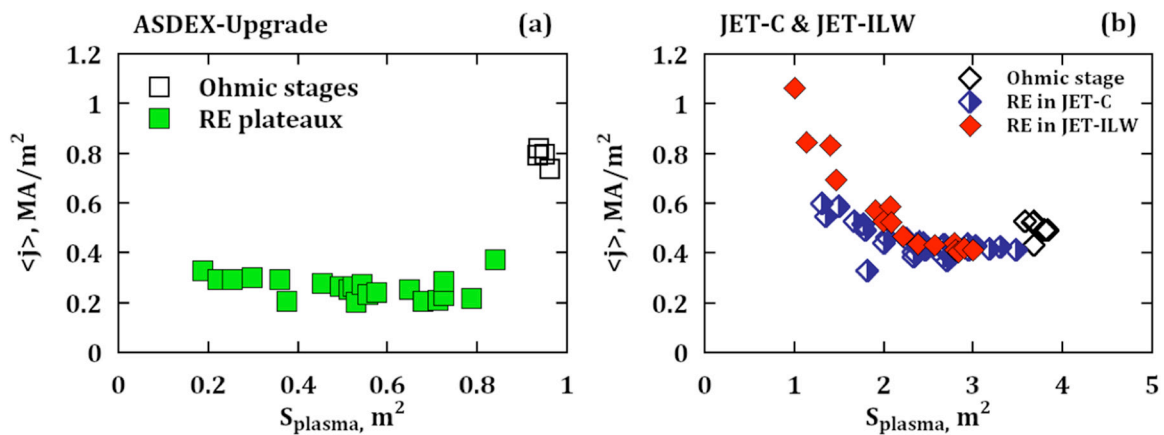 ASDEX-Upgrade (a)
1.2
1
0.8
0.6
0.4
0.2
0
<j>, MA/m²
Ohmic stages
RE plateaux
0 0.2 0.4 0.6 0.8 1
S_plasma, m²
JET-C & JET-ILW (b)
1.2
1
0.8
0.6
0.4
0.2
0
<j>, MA/m²
Ohmic stage
RE in JET-C
RE in JET-ILW
0 1 2 3 4 5
S_plasma, m²